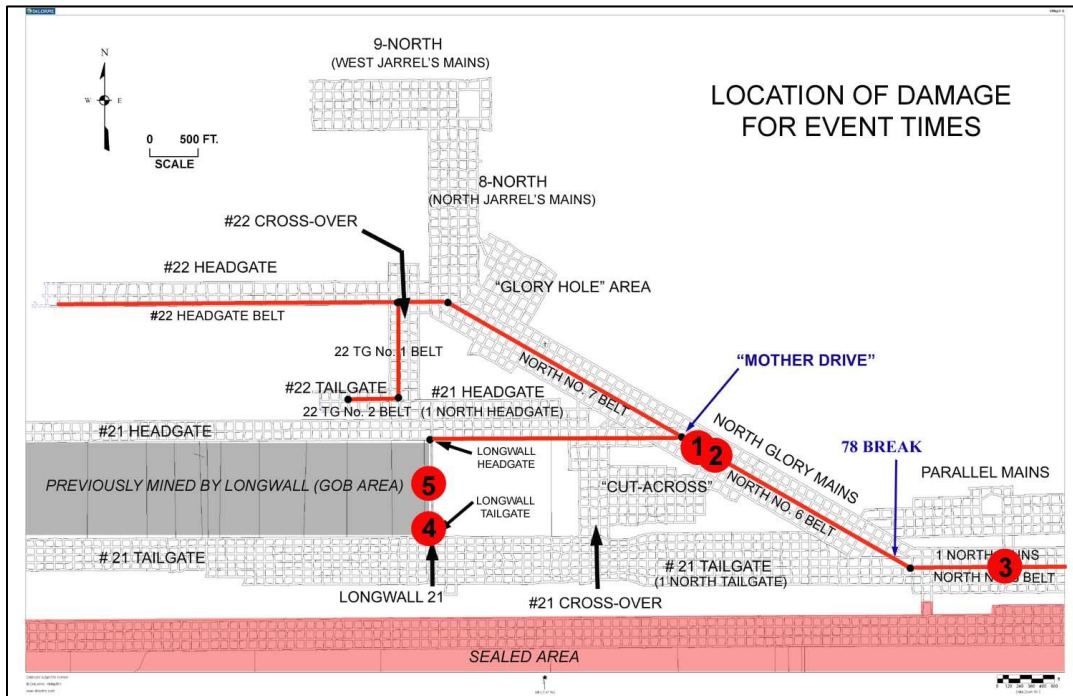 DELORME
9-NORTH
(WEST JARREL'S MAINS)
LOCATION OF DAMAGE
FOR EVENT TIMES
N
W
E
0 500 FT.
SCALE
8-NORTH
(NORTH JARREL'S MAINS)
#22 CROSS-OVER
#22 HEADGATE
"GLORY HOLE" AREA
#22 HEADGATE BELT
22 TG No. 1 BELT
NORTH NO. 7 BELT
"MOTHER DRIVE"
#22 TAILGATE
#21 HEADGATE
22 TG No. 2 BELT
(1 NORTH HEADGATE)
#21 HEADGATE
1
2
NORTH GLORY MAINS
78 BREAK
LONGWALL
HEADGATE
PREVIOUSLY MINED BY LONGWALL (GOB AREA)
5
"CUT-ACROSS"
NORTH NO. 6 BELT
PARALLEL MAINS
LONGWALL
TAILGATE
4
# 21 TAILGATE
# 21 TAILGATE
(1 NORTH TAILGATE)
1 NORTH
3
NORTH
BELT
LONGWALL 21
#21 CROSS-OVER
SEALED AREA